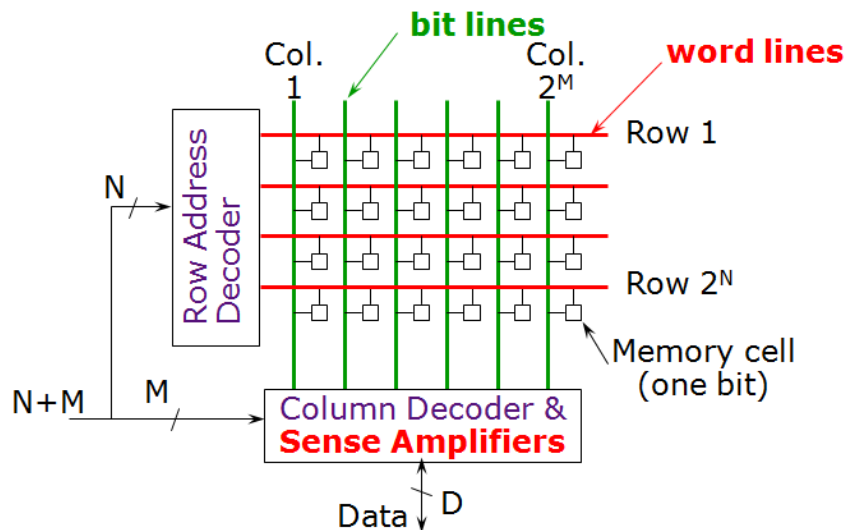 bit lines
Col.
1
Col.
2ᴹ
word lines
Row 1
N
Row Address
Decoder
Row 2ᴺ
Memory cell
(one bit)
N+M
M
Column Decoder &
Sense Amplifiers
D
Data